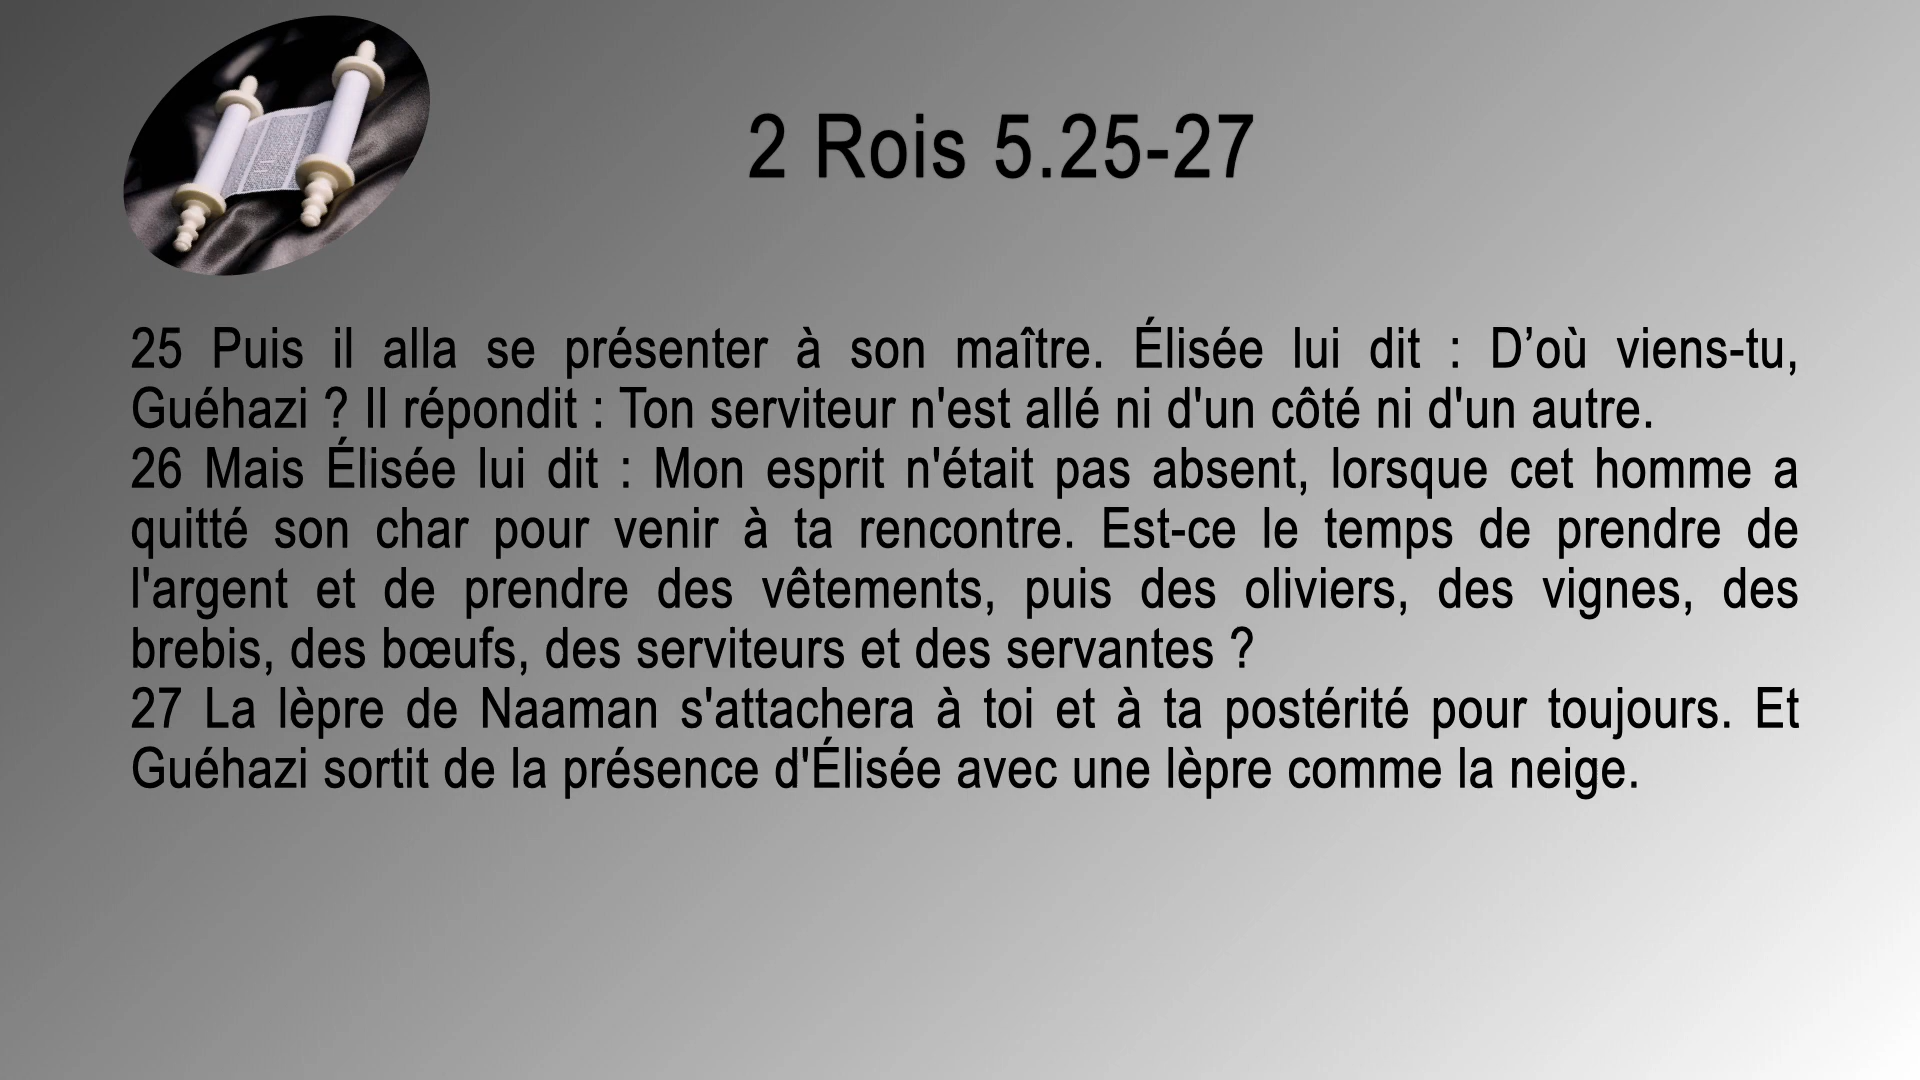 2 Rois 5.25-27
25 Puis il alla se présenter à son maître. Élisée lui dit : D’où viens-tu,
Guéhazi ? Il répondit : Ton serviteur n'est allé ni d'un côté ni d'un autre.
26 Mais Élisée lui dit : Mon esprit n'était pas absent, lorsque cet homme a
quitté son char pour venir à ta rencontre. Est-ce le temps de prendre de
l'argent et de prendre des vêtements, puis des oliviers, des vignes, des
brebis, des bœufs, des serviteurs et des servantes ?
27 La lèpre de Naaman s'attachera à toi et à ta postérité pour toujours. Et
Guéhazi sortit de la présence d'Élisée avec une lèpre comme la neige.